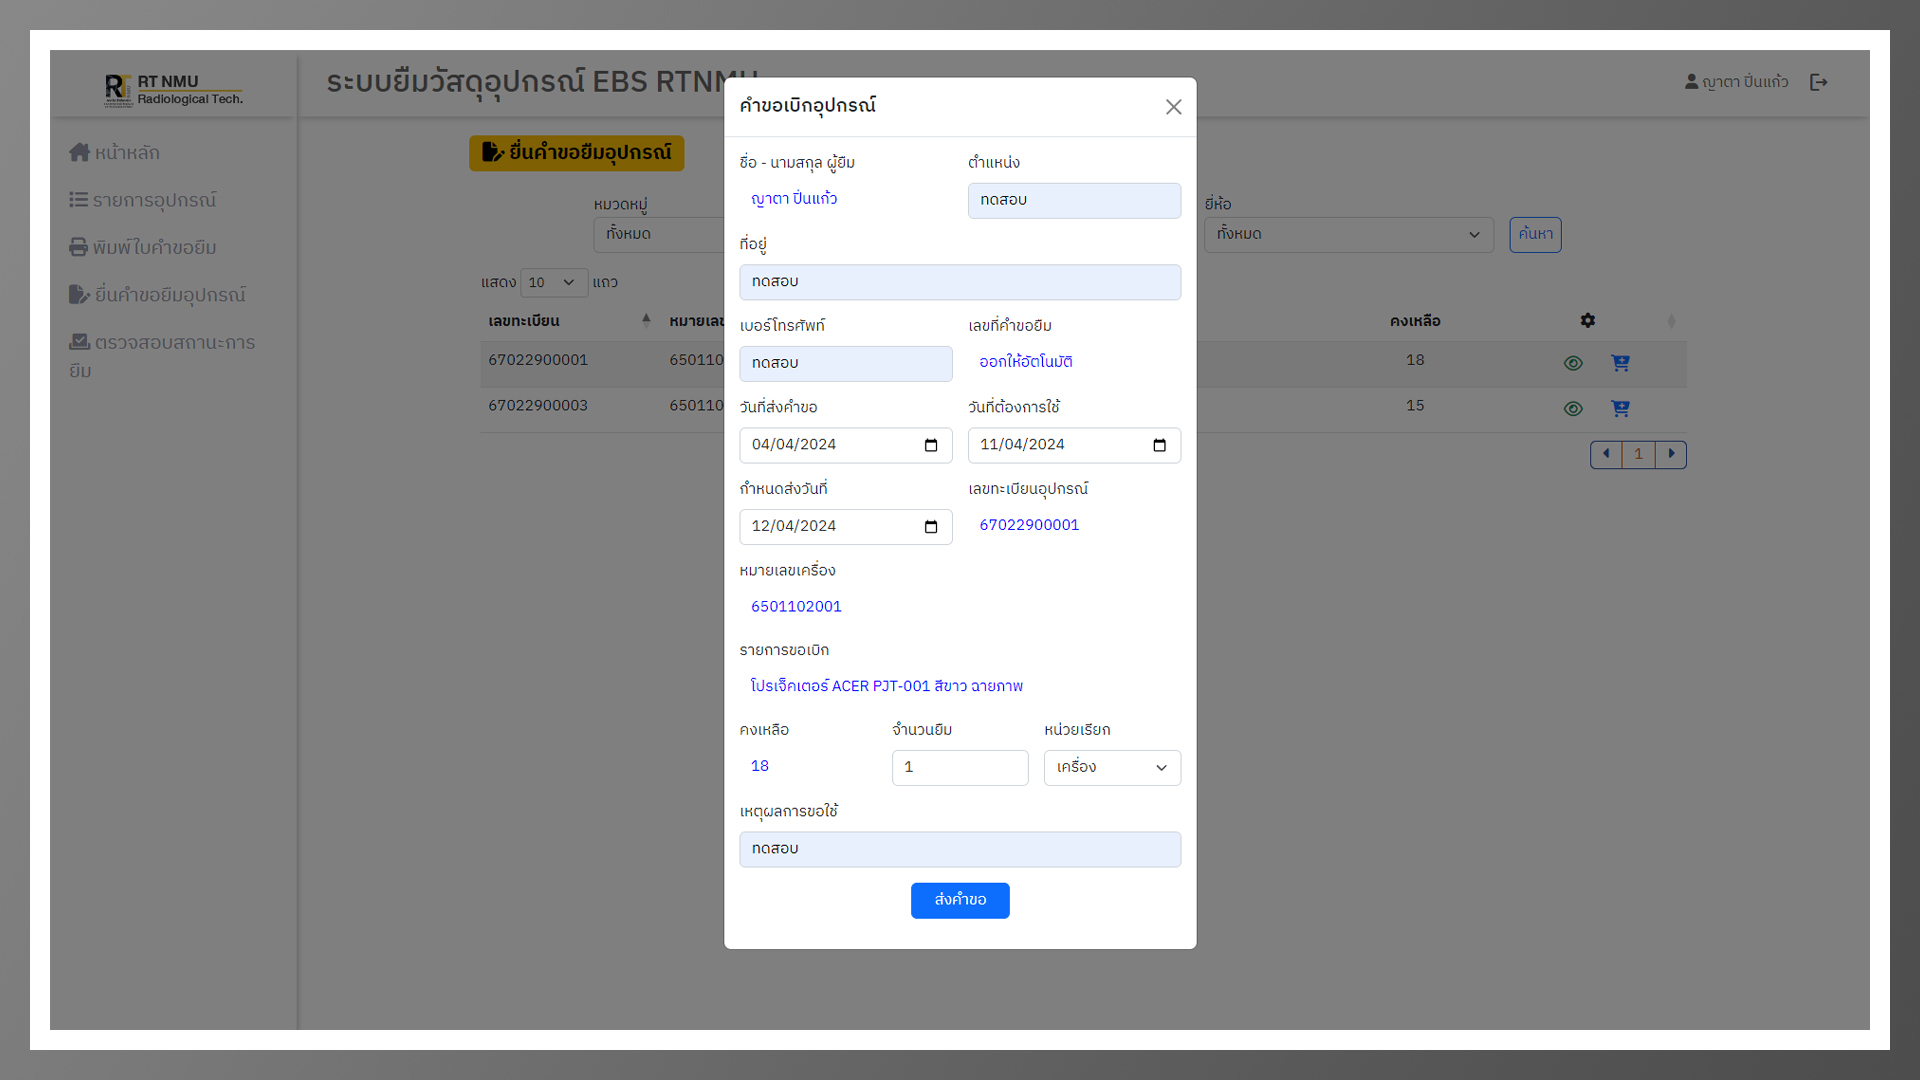 RT NMU
Radiological Tech.
ระบบยืมวัสดุอุปกรณ์ EBS RTNMU
ญาตา ปิ่นแก้ว
หน้าหลัก
รายการอุปกรณ์
พิมพ์ใบคำขอยืม
ยื่นคำขอยืมอุปกรณ์
ตรวจสอบสถานะการ
ยืม
ยื่นคำขอยืมอุปกรณ์
หมวดหมู่
ทั้งหมด
ยี่ห้อ
ทั้งหมด
ค้นหา
แสดง 10 แถว
เลขทะเบียน
คงเหลือ
67022900001 650110 18
67022900003 650110 15
1
คำขอเบิกอุปกรณ์
ชื่อ - นามสกุล ผู้ยืม ตำแหน่ง
ญาตา ปิ่นแก้ว ทดสอบ
ที่อยู่
ทดสอบ
เบอร์โทรศัพท์ เลขที่คำขอยืม
ทดสอบ ออกให้อัตโนมัติ
วันที่ส่งคำขอ วันที่ต้องการใช้
04/04/2024 11/04/2024
กำหนดส่งวันที่ เลขทะเบียนอุปกรณ์
12/04/2024 67022900001
หมายเลขเครื่อง
6501102001
รายการขอเบิก
โปรเจ็คเตอร์ ACER PJT-001 สีขาว ฉายภาพ
คงเหลือ จำนวนยืม หน่วยเรียก
18 1 เครื่อง
เหตุผลการขอใช้
ทดสอบ
ส่งคำขอ